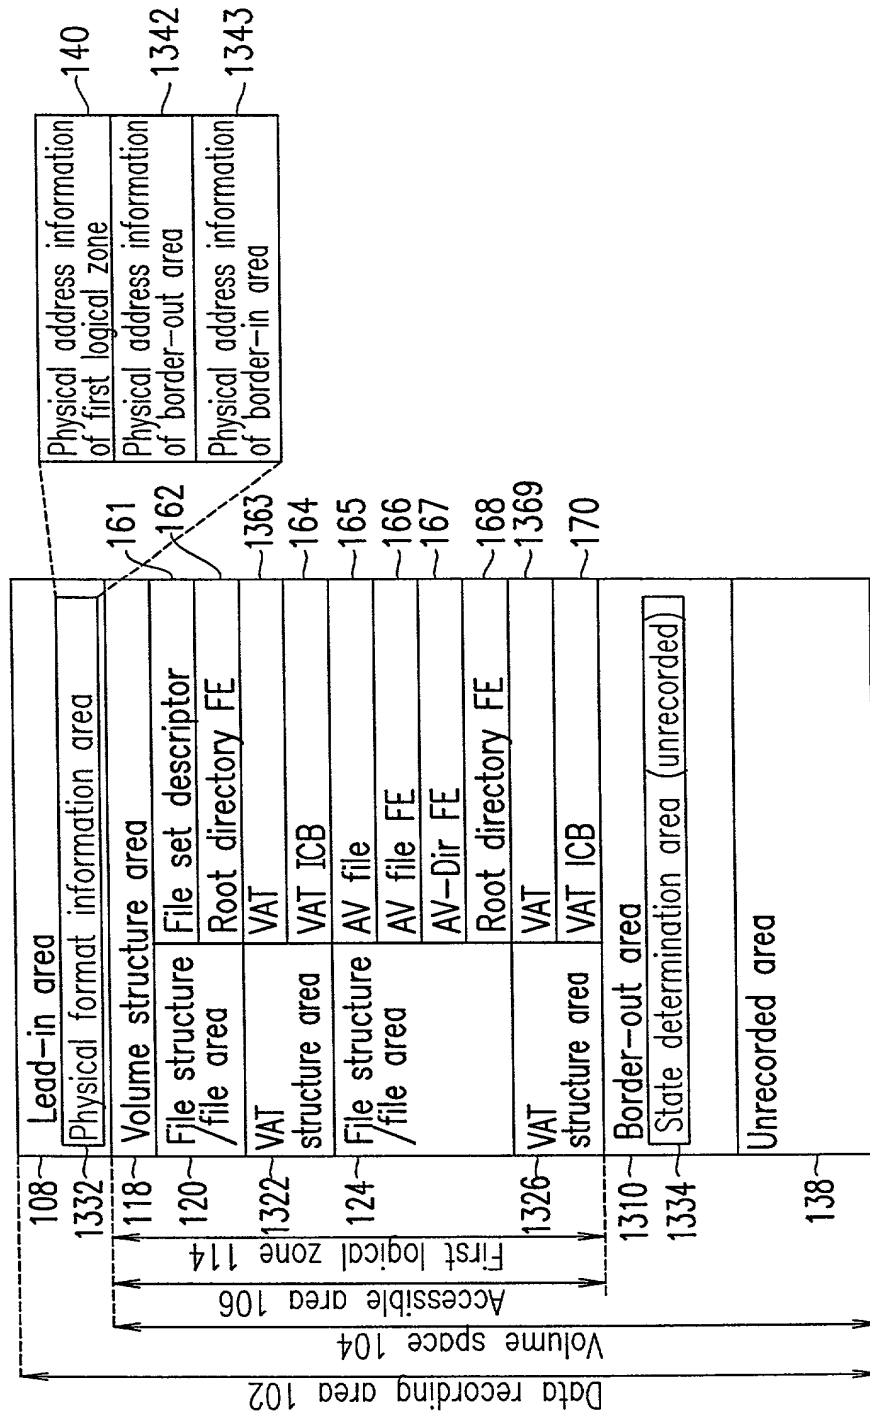 108
Lead-in area
1332
Physical format information area
118
Volume structure area
161
120
File structure
/file area
File set descriptor
162
Root directory FE
1363
1322
VAT
structure area
VAT
164
VAT ICB
165
124
File structure
/file area
AV file
166
AV file FE
167
AV-Dir FE
168
Root directory FE
1369
1326
VAT
structure area
VAT
170
VAT ICB
1310
Border-out area
1334
State determination area (unrecorded)
138
Unrecorded area
Physical address information
of first logical zone
140
Physical address information
of border-out area
1342
Physical address information
of border-in area
1343
First logical zone 114
Accessible area 106
Volume space 104
Data recording area 102